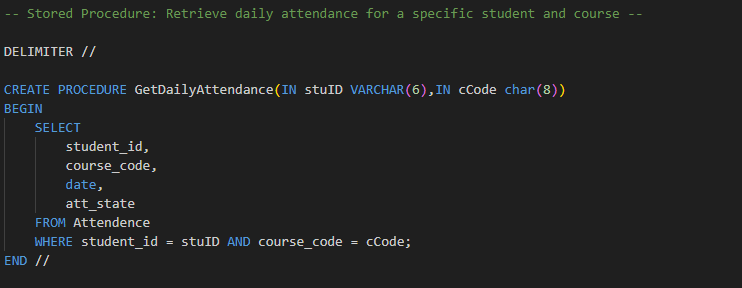 -- Stored Procedure: Retrieve daily attendance for a specific student and course --
DELIMITER //
CREATE PROCEDURE GetDailyAttendance(IN stuID VARCHAR(6),IN cCode char(8))
BEGIN
    SELECT
        student_id,
        course_code,
        date,
        att_state
    FROM Attendence
    WHERE student_id = stuID AND course_code = cCode;
END //